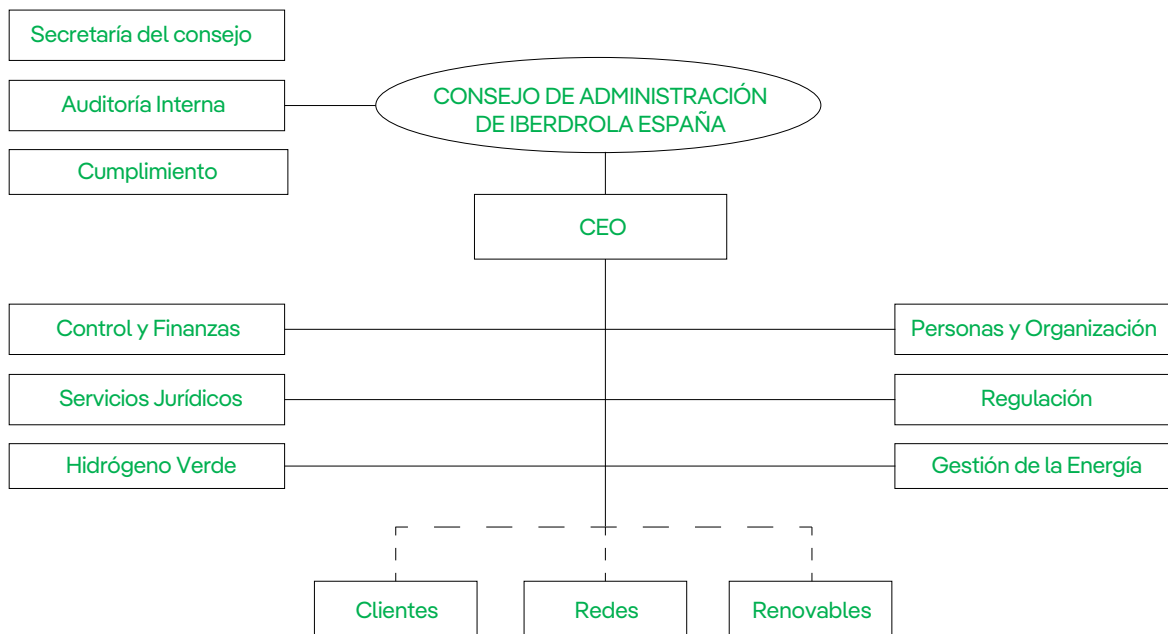 Secretaría del consejo
Auditoría Interna
CONSEJO DE ADMINISTRACIÓN
DE IBERDROLA ESPAÑA
Cumplimiento
CEO
Control y Finanzas
Personas y Organización
Servicios Jurídicos
Regulación
Hidrógeno Verde
Gestión de la Energía
Clientes
Redes
Renovables